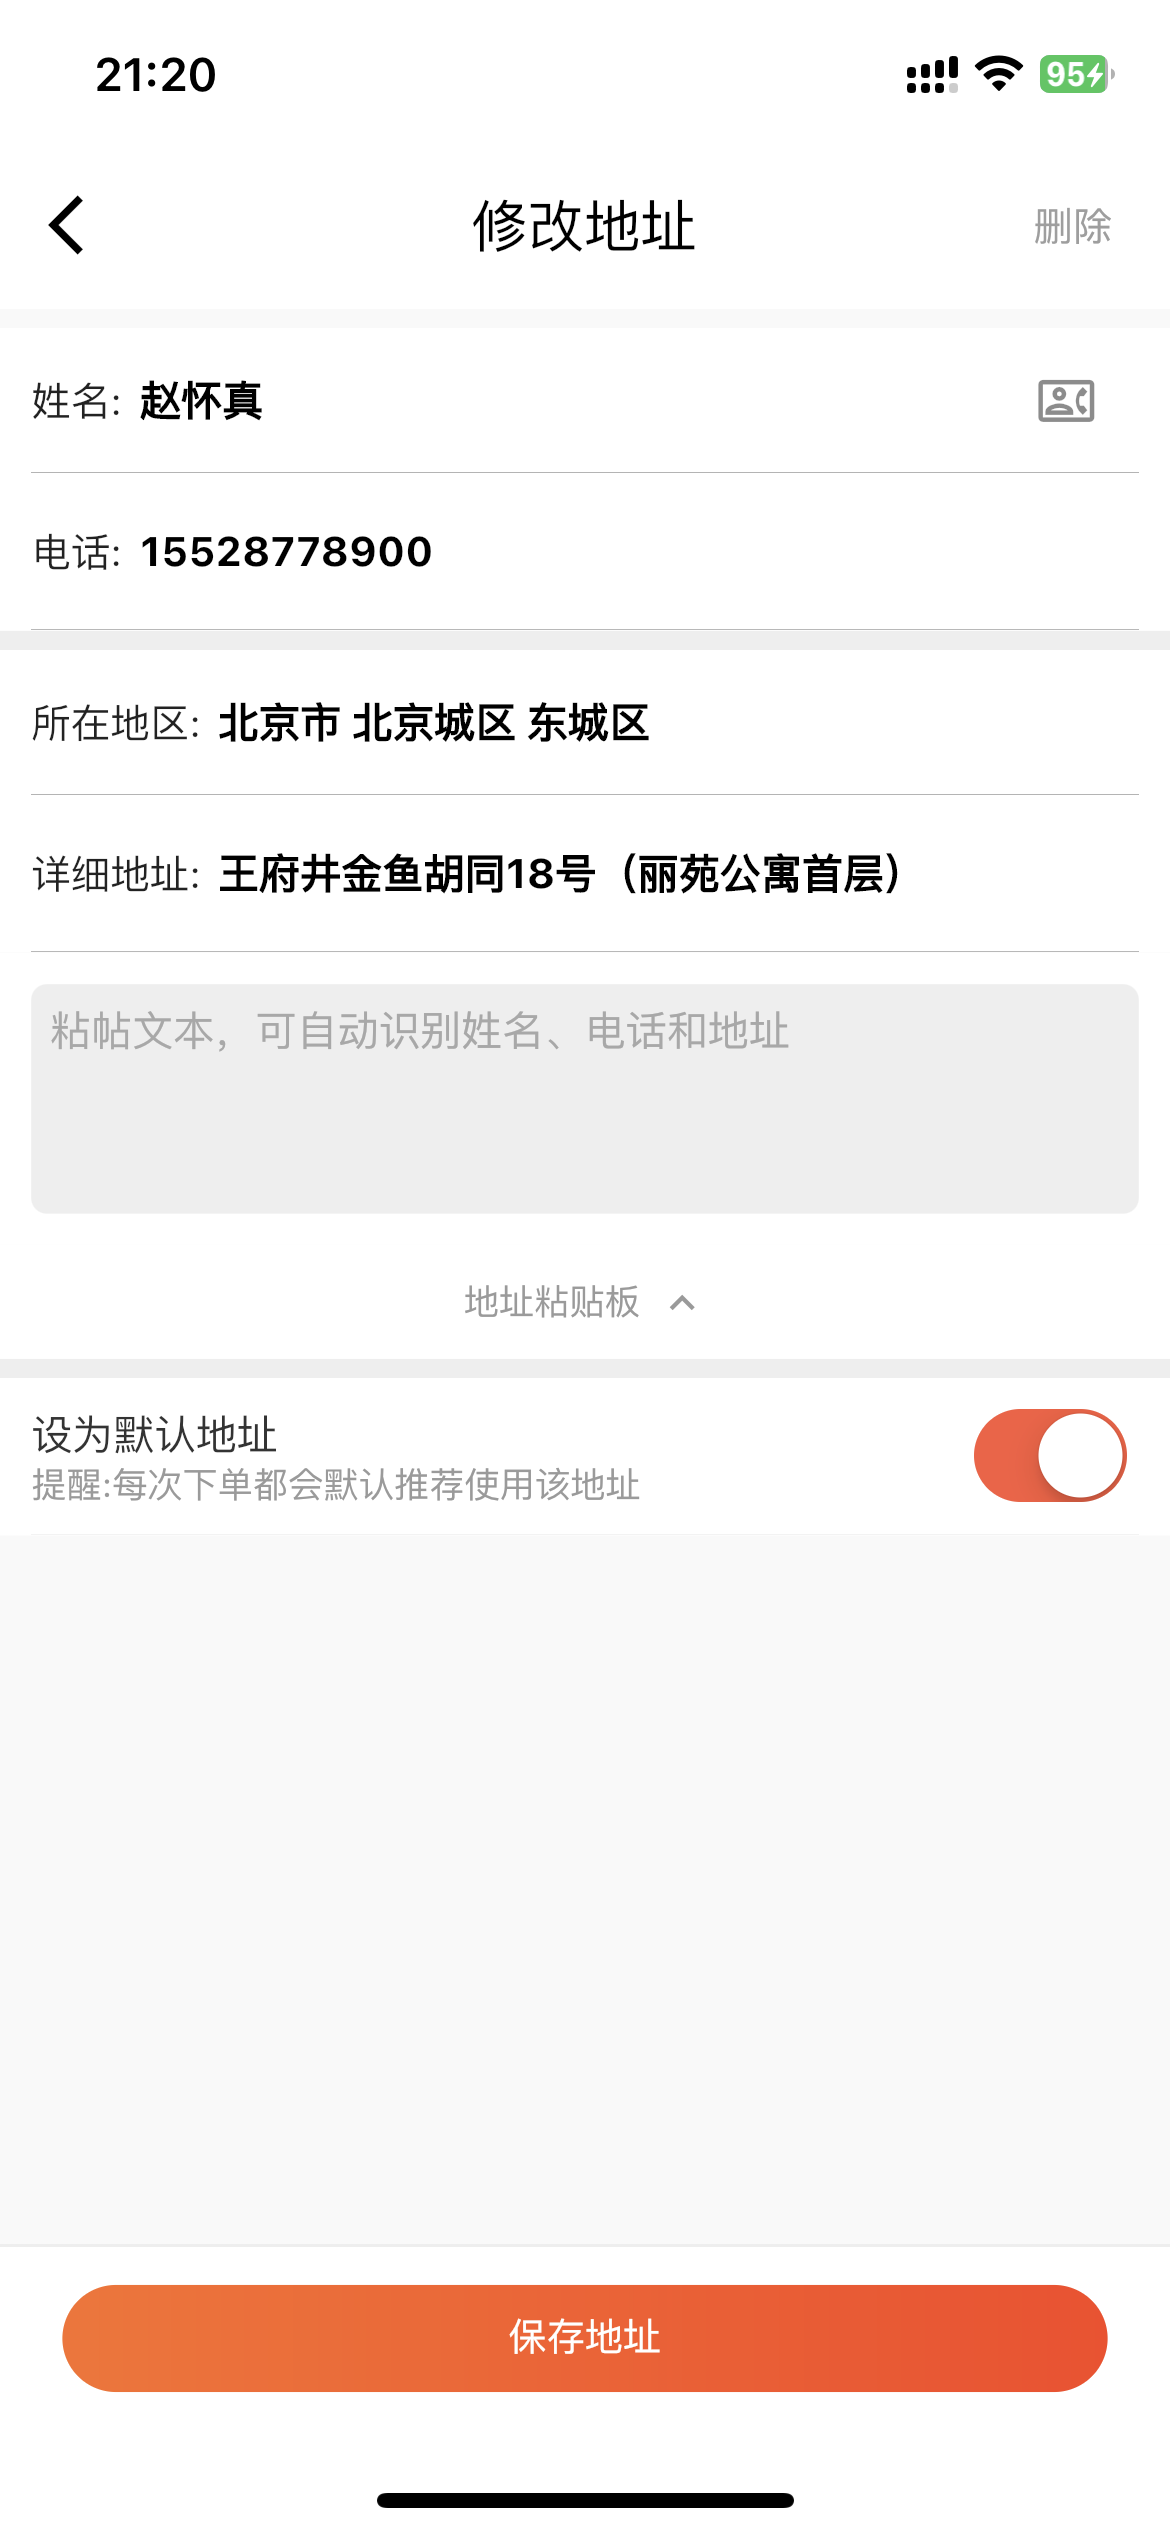 21:20
95
修改地址
删除
姓名: 赵怀真
电话: 15528778900
所在地区: 北京市 北京城区 东城区
详细地址: 王府井金鱼胡同18号（丽苑公寓首层）
粘帖文本，可自动识别姓名、电话和地址
地址粘贴板
设为默认地址
提醒:每次下单都会默认推荐使用该地址
保存地址